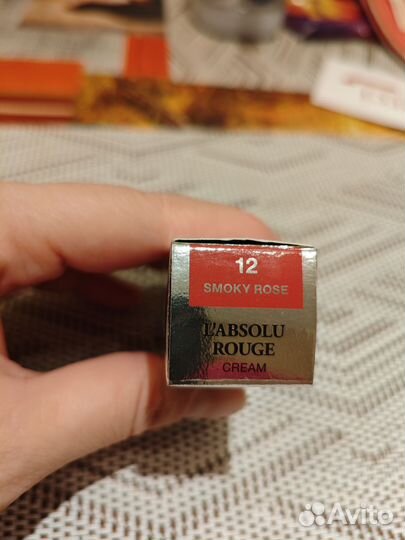 12
SMOKY ROSE
L'ABSOLU
ROUGE
CREAM
Avito